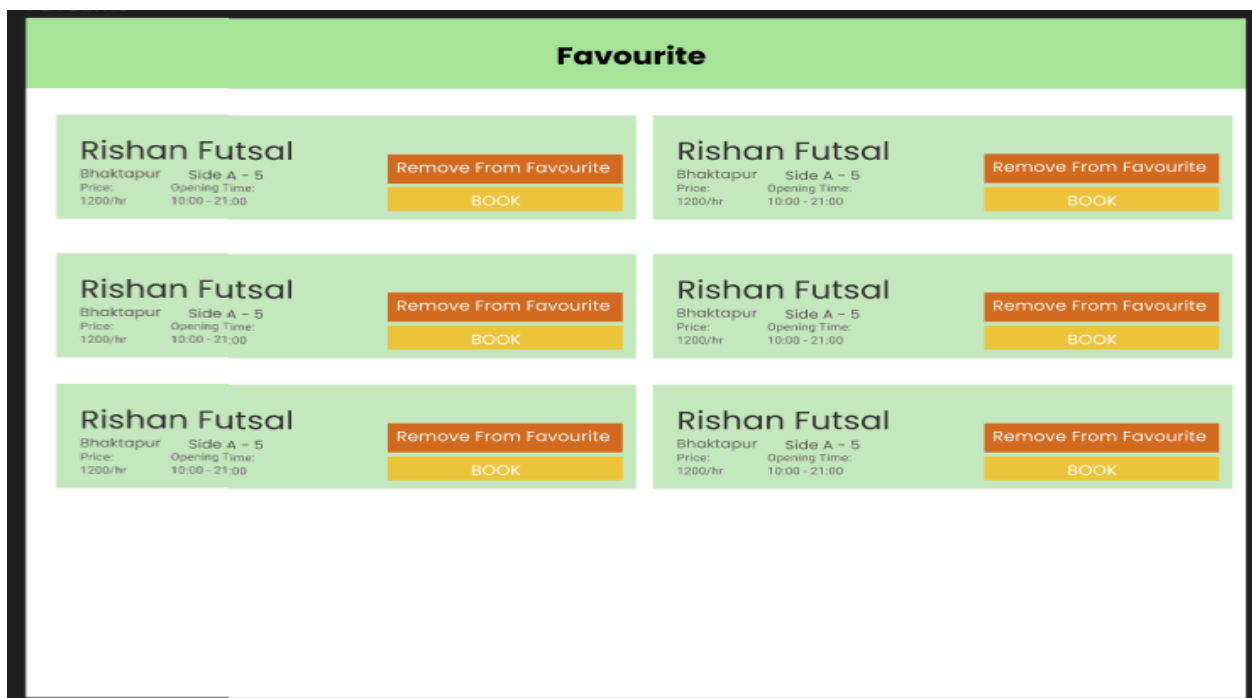 Favourite
Rishan Futsal
Bhaktapur Side A - 5
Price: Opening Time:
1200/hr 10:00 - 21:00
Remove From Favourite
BOOK
Rishan Futsal
Bhaktapur Side A - 5
Price: Opening Time:
1200/hr 10:00 - 21:00
Remove From Favourite
BOOK
Rishan Futsal
Bhaktapur Side A - 5
Price: Opening Time:
1200/hr 10:00 - 21:00
Remove From Favourite
BOOK
Rishan Futsal
Bhaktapur Side A - 5
Price: Opening Time:
1200/hr 10:00 - 21:00
Remove From Favourite
BOOK
Rishan Futsal
Bhaktapur Side A - 5
Price: Opening Time:
1200/hr 10:00 - 21:00
Remove From Favourite
BOOK
Rishan Futsal
Bhaktapur Side A - 5
Price: Opening Time:
1200/hr 10:00 - 21:00
Remove From Favourite
BOOK